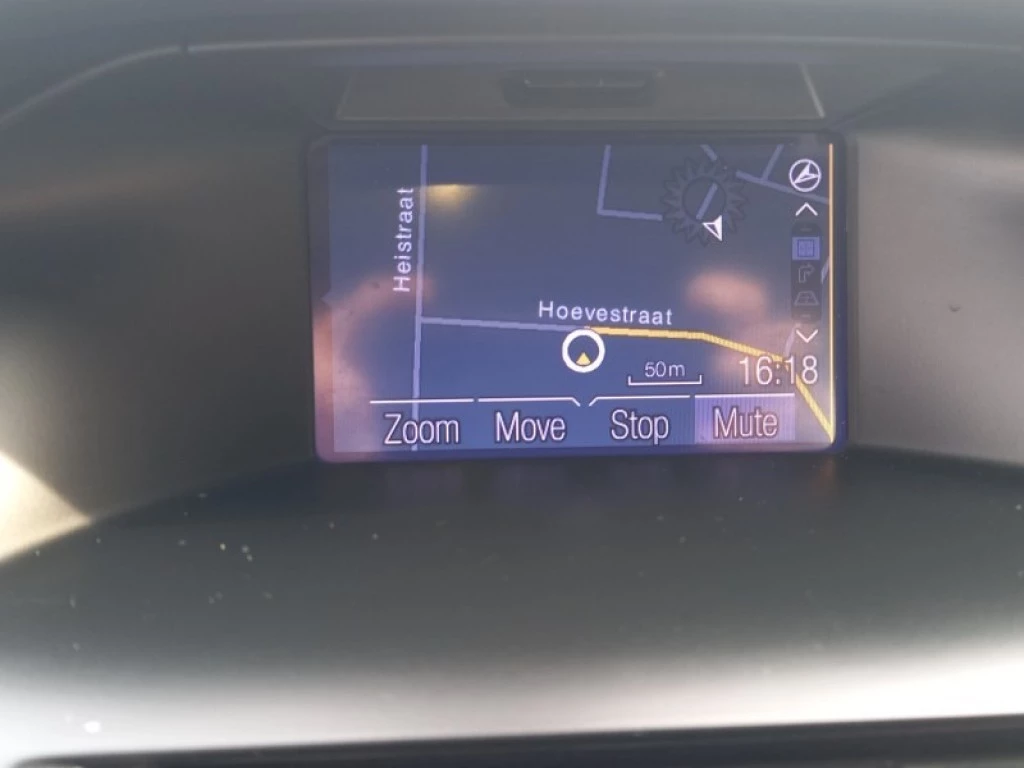 Heistraat
Hoevestraat
50m
16:18
Zoom Move Stop Mute